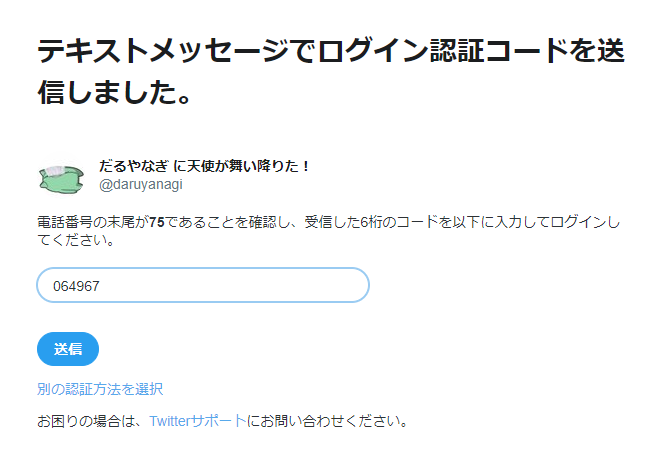 テキストメッセージでログイン認証コードを送
信しました。
だるやなぎ に天使が舞い降りた！
@daruyanagi
電話番号の末尾が75であることを確認し、受信した6桁のコードを以下に入力してログインし
てください。
064967
送信
別の認証方法を選択
お困りの場合は、Twitterサポートにお問い合わせください。